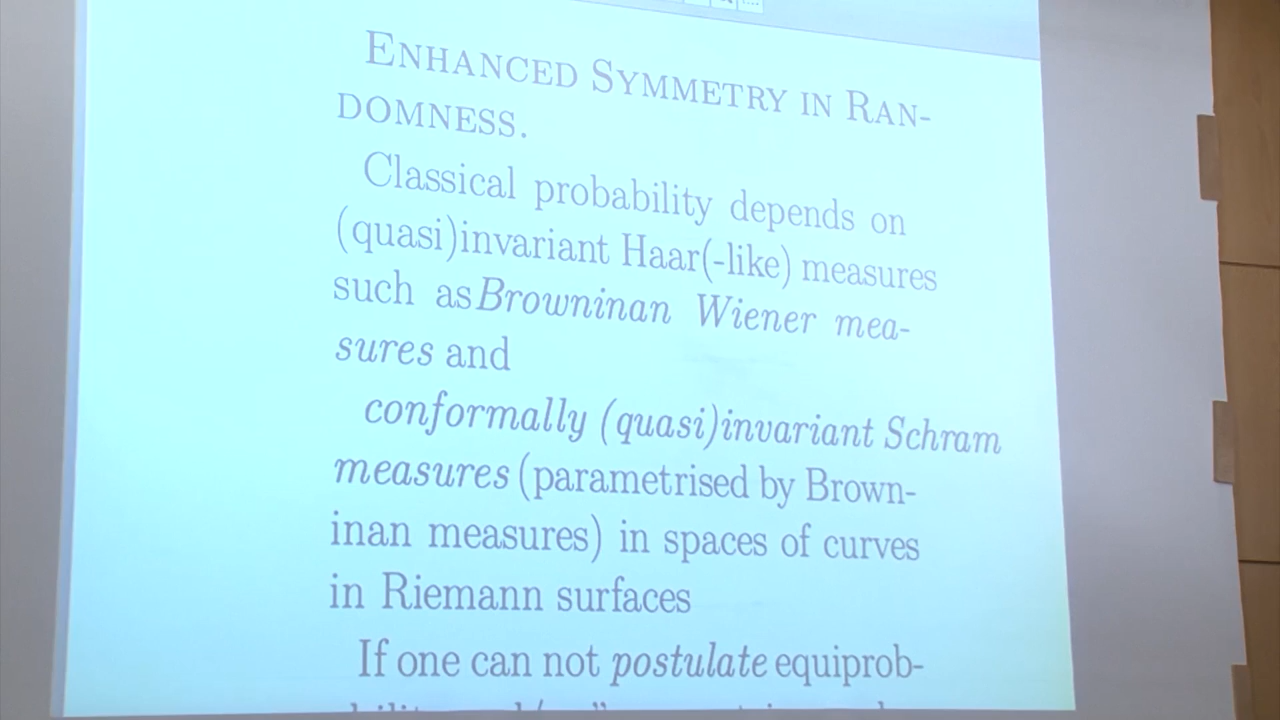 ENHANCED SYMMETRY IN RAN-
DOMNESS.
Classical probability depends on
(quasi)invariant Haar(-like) measures
such as Browninan Wiener mea-
sures and
conformally (quasi)invariant Schram
measures (parametrised by Brown-
inan measures) in spaces of curves
in Riemann surfaces
If one can not postulate equiprob-